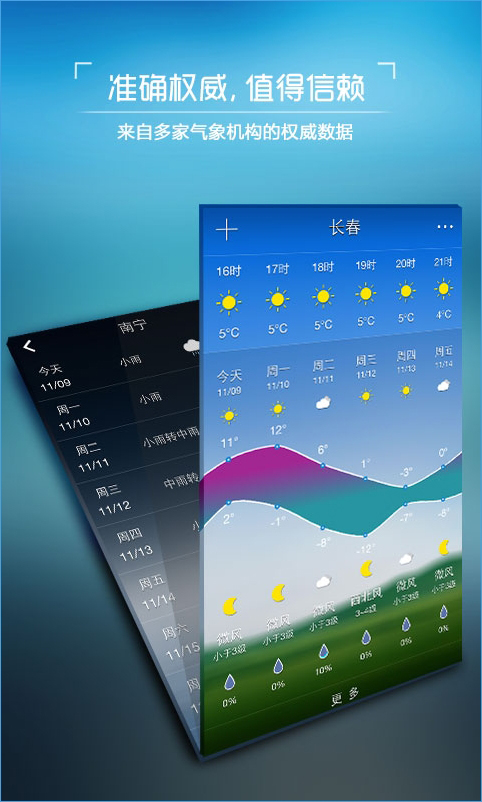 准确权威，值得信赖
来自多家气象机构的权威数据
长春
16时 17时 18时 19时 20时 21时
5°C 5°C 5°C 5°C 5°C 4°C
今天 周一 周二 周三 周四 周五
11/09 11/10 11/11 11/12 11/13 11/14
11° 12° 6° 1° -3° 0°
2° -1° -8° -12° -7° -8°
微风 微风 微风 西北风 微风 微风
小于3级 小于3级 小于3级 3-4级 小于3级 小于3级
0% 0% 10% 0% 0% 0%
更多
南宁
今天 小雨
11/09
周一 小雨
11/10
周二 小雨转中雨
11/11
周三 中雨转
11/12
周四
11/13
周五
11/14
周六
11/15
周